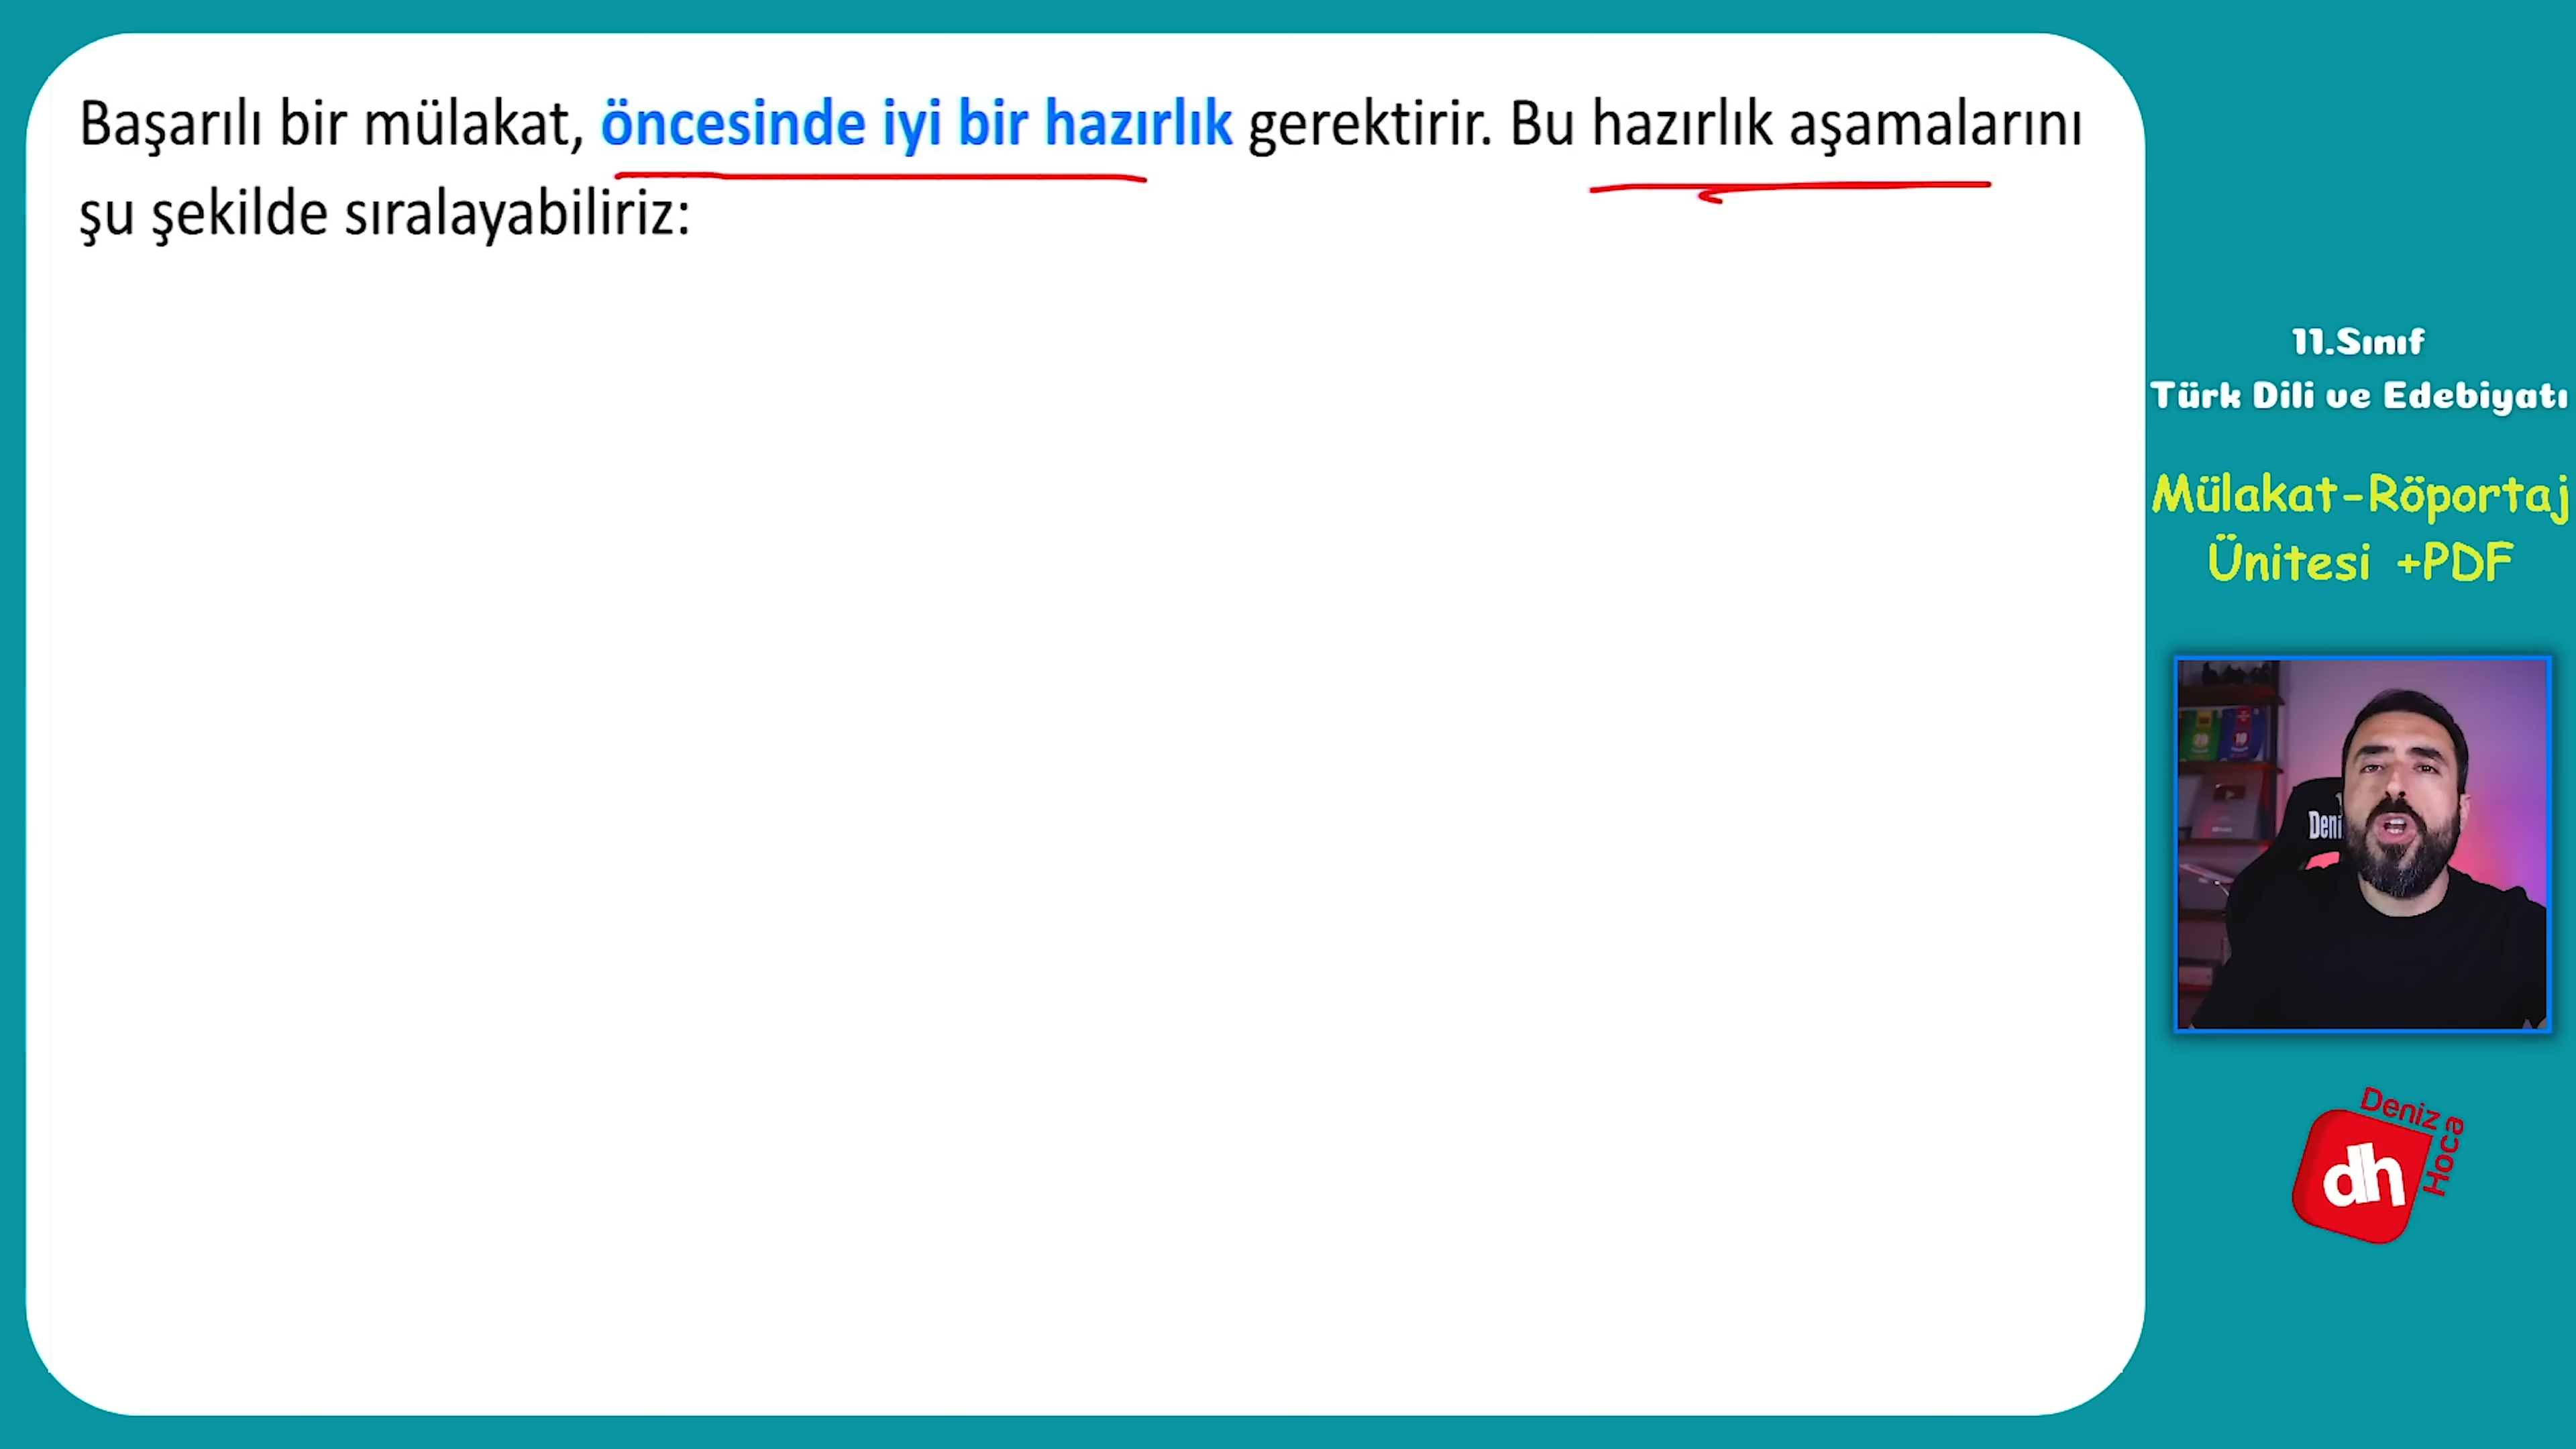 Başarılı bir mülakat, öncesinde iyi bir hazırlık gerektirir. Bu hazırlık aşamalarını
şu şekilde sıralayabiliriz:
11.Sınıf
Türk Dili ve Edebiyatı
Mülakat-Röportaj
Ünitesi +PDF
Deni
Deniz
Hoca
dh